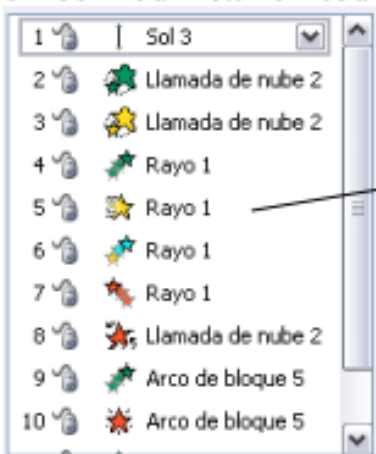 1 Sol 3
2 Llamada de nube 2
3 Llamada de nube 2
4 Rayo 1
5 Rayo 1
6 Rayo 1
7 Rayo 1
8 Llamada de nube 2
9 Arco de bloque 5
10 Arco de bloque 5